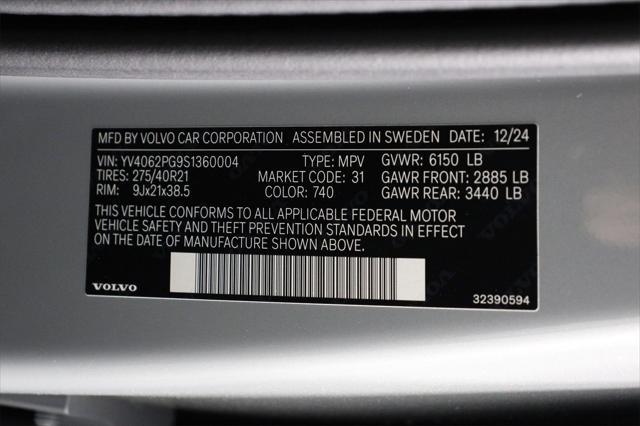 MFD BY VOLVO CAR CORPORATION ASSEMBLED IN SWEDEN DATE: 12/24
VIN: YV4062PG9S1360004 TYPE: MPV GVWR: 6150 LB
TIRES: 275/40R21 MARKET CODE: 31 GAWR FRONT: 2885 LB
RIM: 9Jx21x38.5 COLOR: 740 GAWR REAR: 3440 LB
THIS VEHICLE CONFORMS TO ALL APPLICABLE FEDERAL MOTOR
VEHICLE SAFETY AND THEFT PREVENTION STANDARDS IN EFFECT
ON THE DATE OF MANUFACTURE SHOWN ABOVE.
VOLVO 32390594